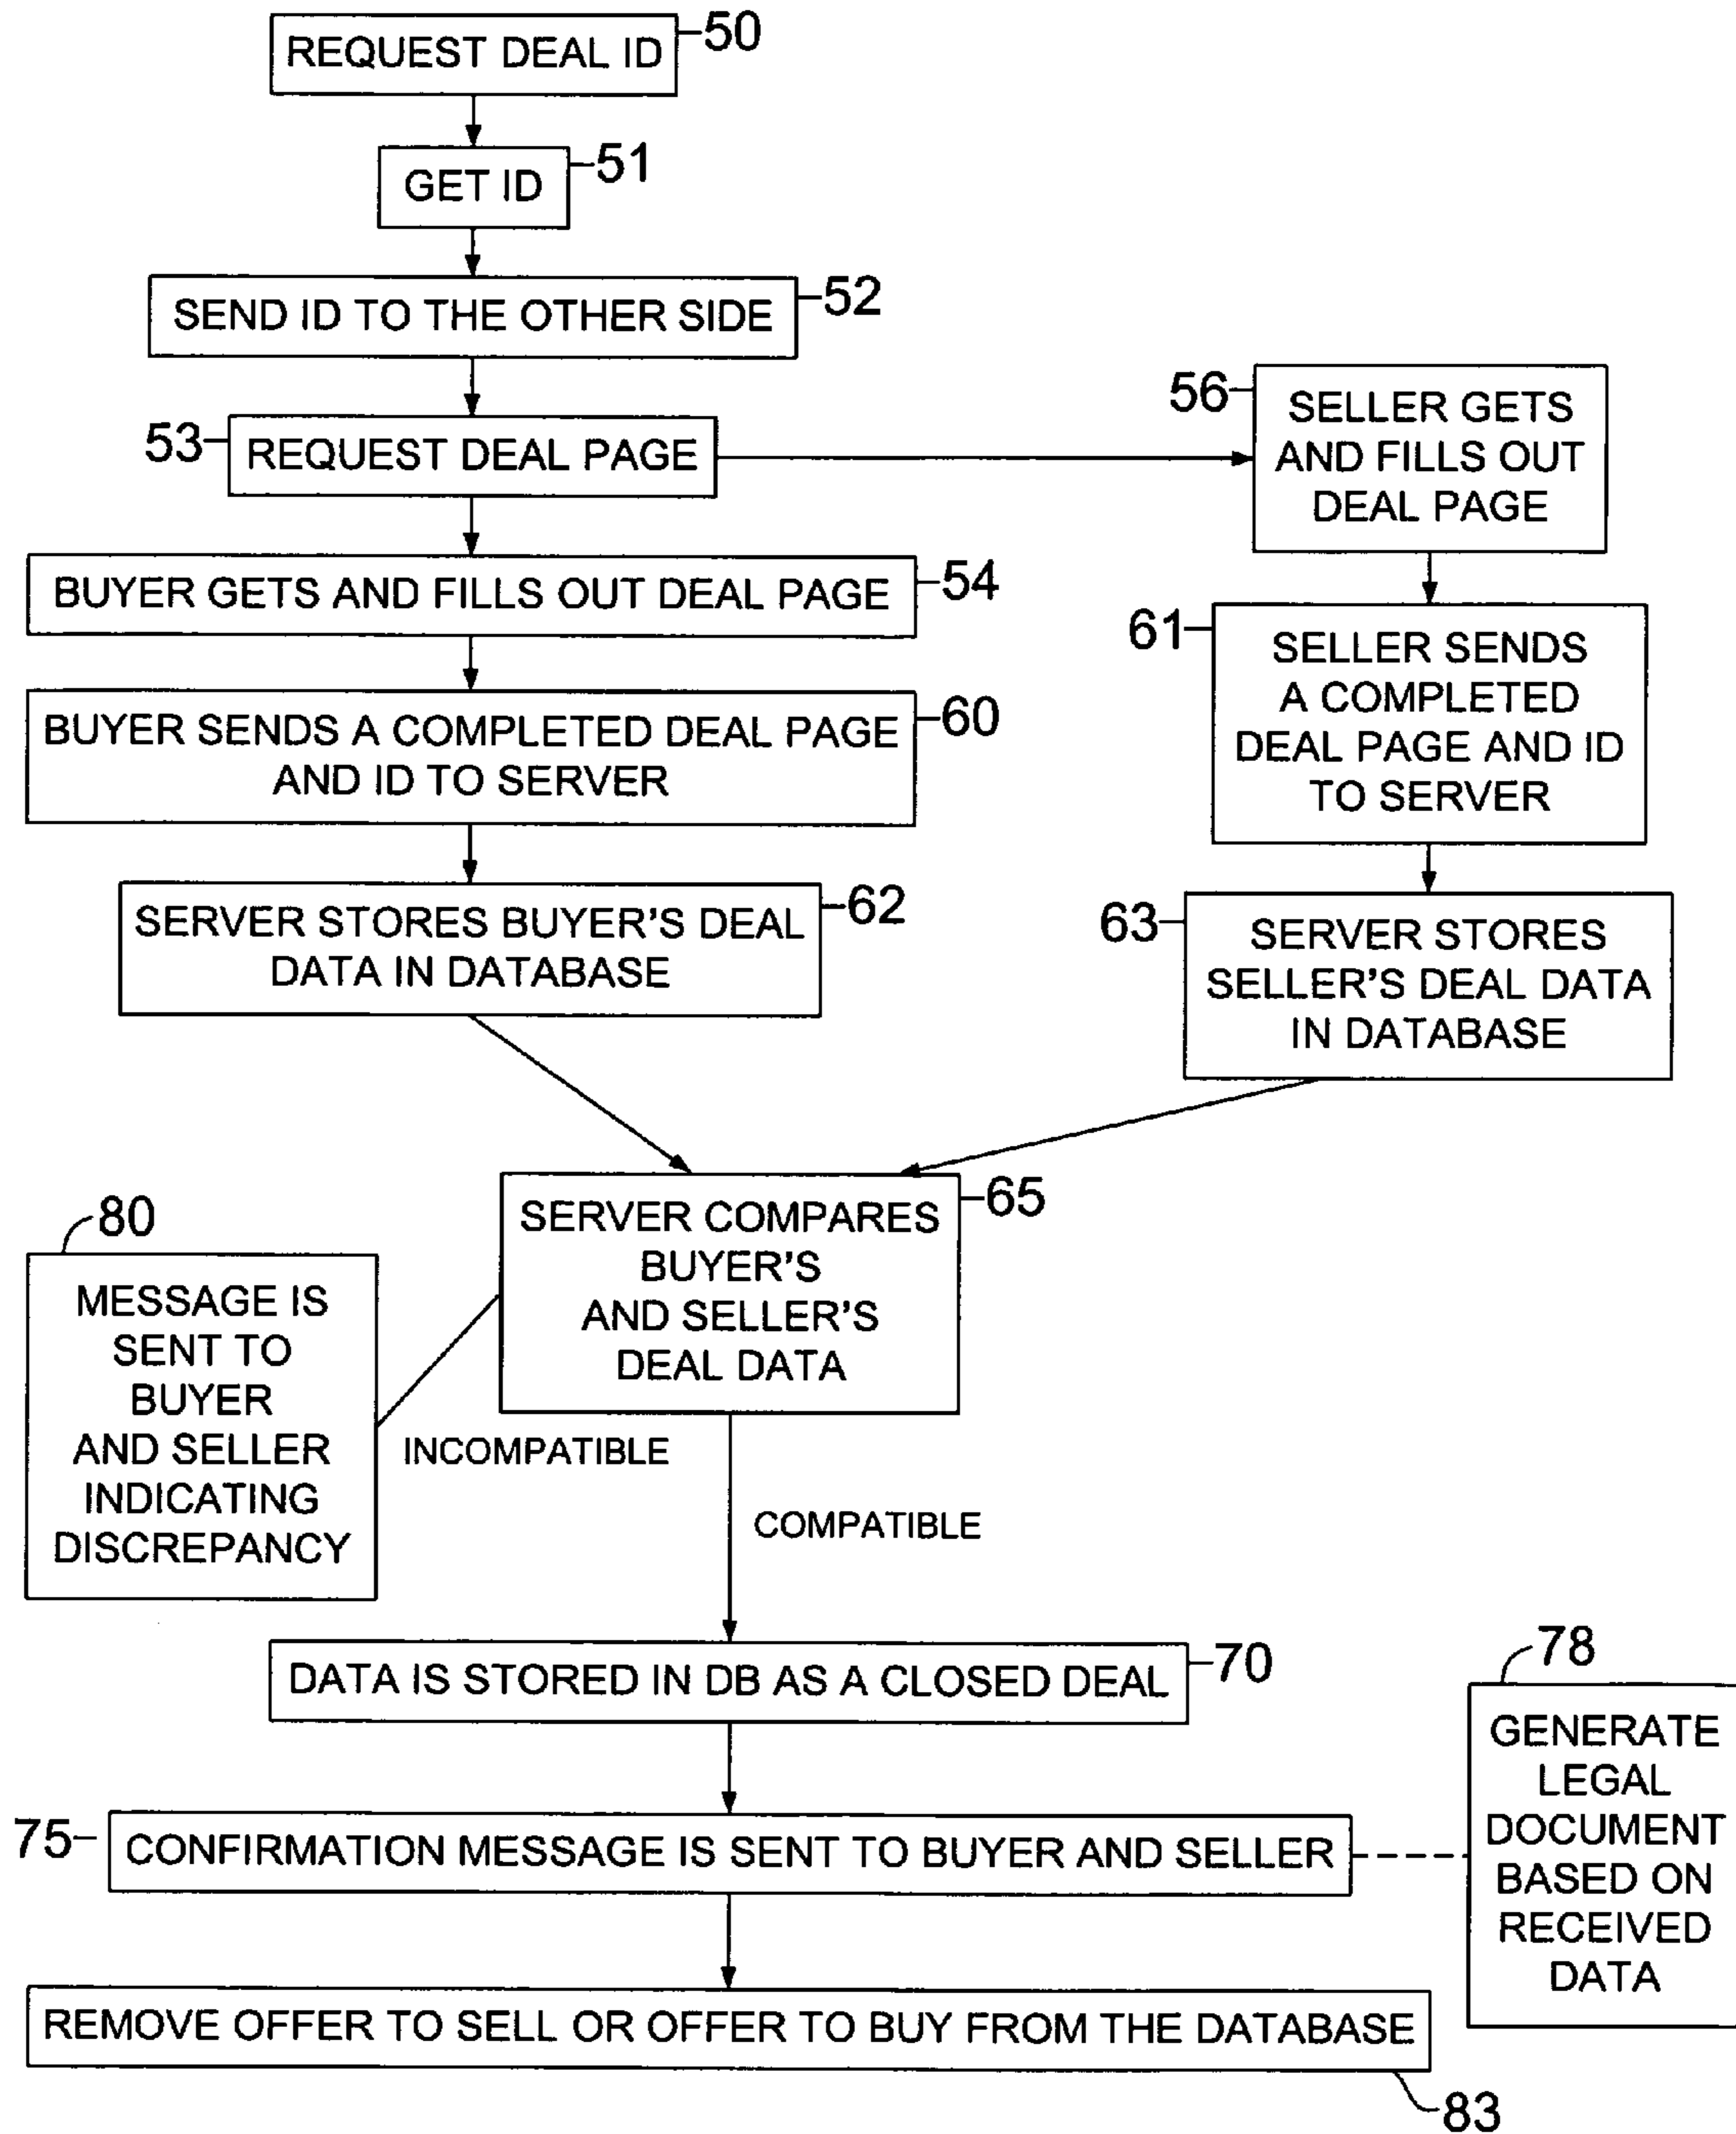 REQUEST DEAL ID
50
GET ID
51
SEND ID TO THE OTHER SIDE
52
53
REQUEST DEAL PAGE
56
SELLER GETS
AND FILLS OUT
DEAL PAGE
BUYER GETS AND FILLS OUT DEAL PAGE
54
61
SELLER SENDS
A COMPLETED
DEAL PAGE AND ID
TO SERVER
BUYER SENDS A COMPLETED DEAL PAGE
AND ID TO SERVER
60
SERVER STORES BUYER'S DEAL
DATA IN DATABASE
62
63
SERVER STORES
SELLER'S DEAL DATA
IN DATABASE
SERVER COMPARES
BUYER'S
AND SELLER'S
DEAL DATA
65
80
MESSAGE IS
SENT TO
BUYER
AND SELLER
INDICATING
DISCREPANCY
INCOMPATIBLE
COMPATIBLE
DATA IS STORED IN DB AS A CLOSED DEAL
70
78
GENERATE
LEGAL
DOCUMENT
BASED ON
RECEIVED
DATA
75
CONFIRMATION MESSAGE IS SENT TO BUYER AND SELLER
REMOVE OFFER TO SELL OR OFFER TO BUY FROM THE DATABASE
83